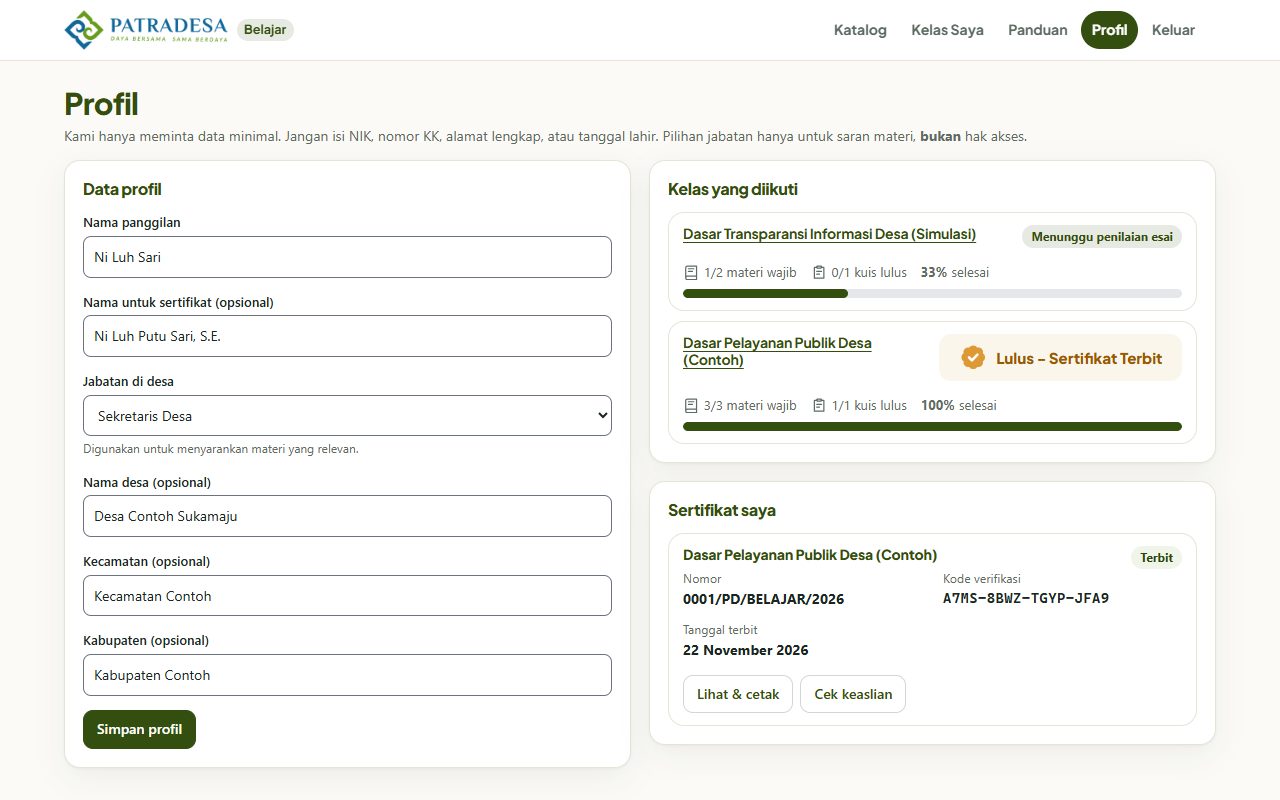 PATRADESA
DAYA BERSAMA SAMA BERDAYA
Belajar
Katalog
Kelas Saya
Panduan
Profil
Keluar
Profil
Kami hanya meminta data minimal. Jangan isi NIK, nomor KK, alamat lengkap, atau tanggal lahir. Pilihan jabatan hanya untuk saran materi, bukan hak akses.
Data profil
Nama panggilan
Ni Luh Sari
Nama untuk sertifikat (opsional)
Ni Luh Putu Sari, S.E.
Jabatan di desa
Sekretaris Desa
Digunakan untuk menyarankan materi yang relevan.
Nama desa (opsional)
Desa Contoh Sukamaju
Kecamatan (opsional)
Kecamatan Contoh
Kabupaten (opsional)
Kabupaten Contoh
Simpan profil
Kelas yang diikuti
Dasar Transparansi Informasi Desa (Simulasi)
Menunggu penilaian esai
1/2 materi wajib
0/1 kuis lulus
33% selesai
Dasar Pelayanan Publik Desa
(Contoh)
Lulus – Sertifikat Terbit
3/3 materi wajib
1/1 kuis lulus
100% selesai
Sertifikat saya
Dasar Pelayanan Publik Desa (Contoh)
Terbit
Nomor
0001/PD/BELAJAR/2026
Kode verifikasi
A7MS-8BWZ-TGYP-JFA9
Tanggal terbit
22 November 2026
Lihat & cetak
Cek keaslian